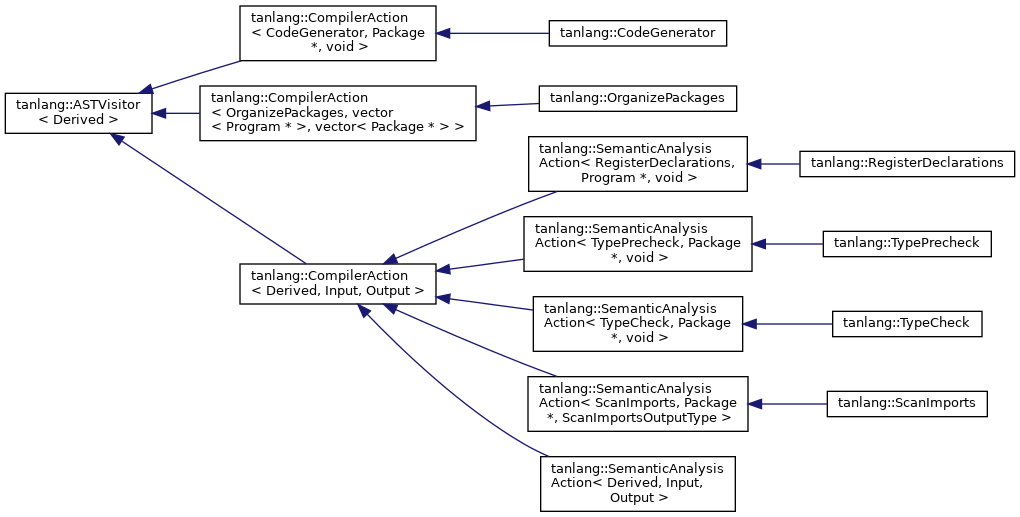 tanlang::CompilerAction
< CodeGenerator, Package
*, void >
tanlang::CodeGenerator
tanlang::ASTVisitor
< Derived >
tanlang::CompilerAction
< OrganizePackages, vector
< Program * >, vector< Package * > >
tanlang::OrganizePackages
tanlang::SemanticAnalysis
Action< RegisterDeclarations,
Program *, void >
tanlang::RegisterDeclarations
tanlang::SemanticAnalysis
Action< TypePrecheck, Package
*, void >
tanlang::TypePrecheck
tanlang::CompilerAction
< Derived, Input, Output >
tanlang::SemanticAnalysis
Action< TypeCheck, Package
*, void >
tanlang::TypeCheck
tanlang::SemanticAnalysis
Action< ScanImports, Package
*, ScanImportsOutputType >
tanlang::ScanImports
tanlang::SemanticAnalysis
Action< Derived, Input,
Output >